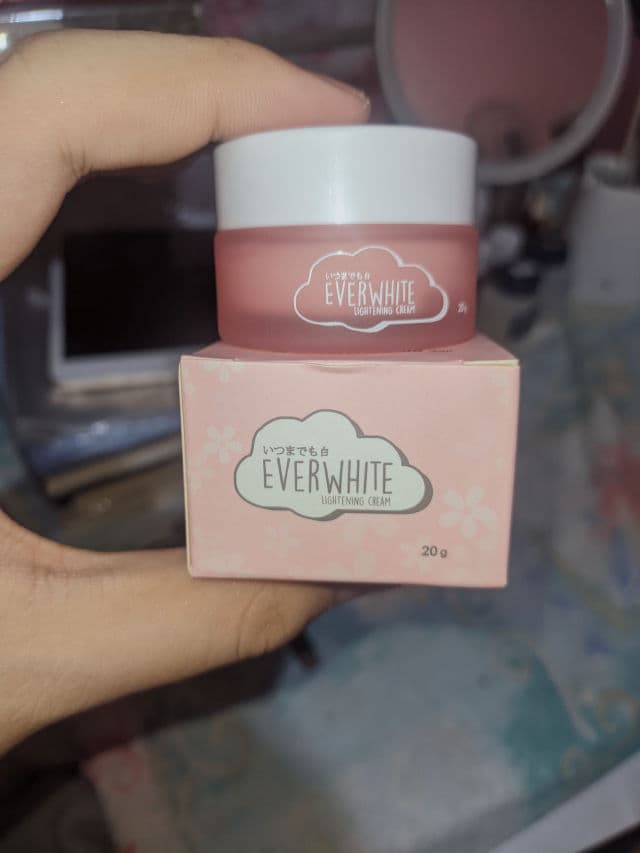 いつまでも白
EVERWHITE
LIGHTENING CREAM
20g
いつまでも白
EVERWHITE
LIGHTENING CREAM
20 g